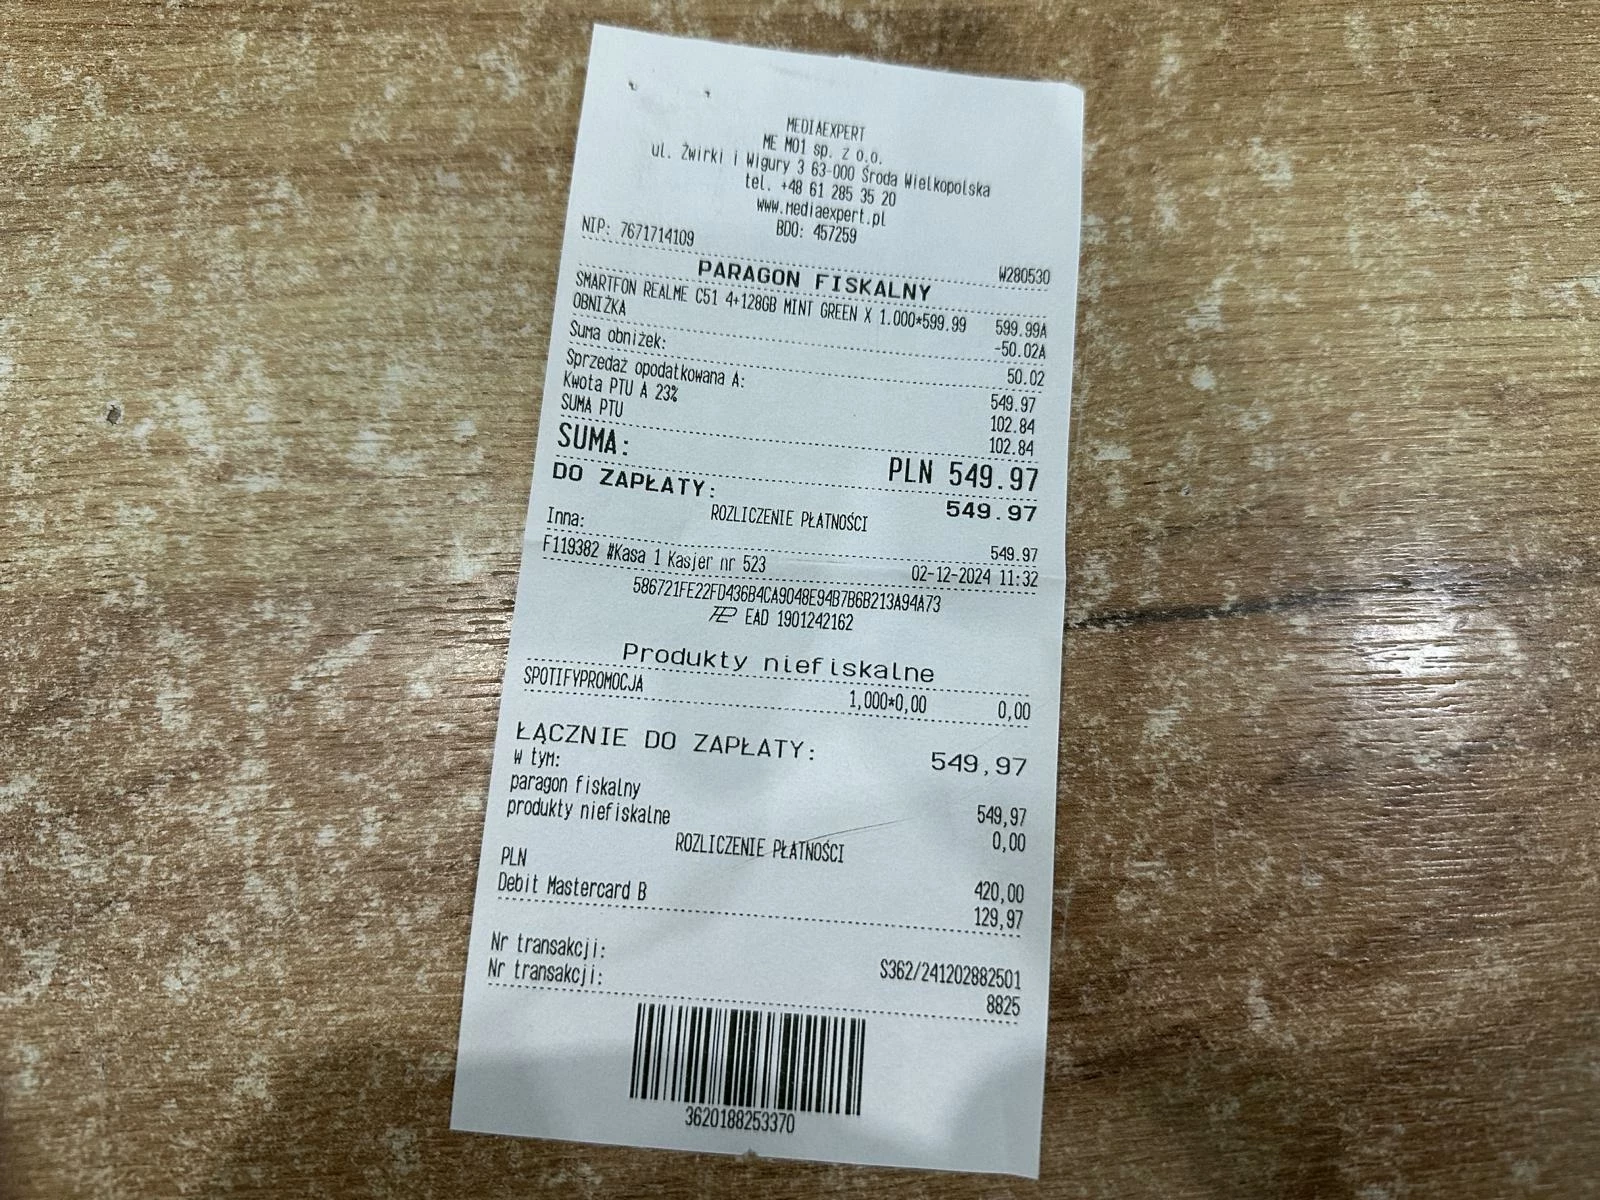 MEDIAEXPERT
ME M01 sp. z o.o.
ul. Żwirki i Wigury 3 63-000 Środa Wielkopolska
tel. +48 61 285 35 20
www.mediaexpert.pl
BDO: 457259
NIP: 7671714109 W280530
PARAGON FISKALNY
SMARTFON REALME C51 4+128GB MINT GREEN X 1.000*599.99 599.99A
OBNIŻKA -50.02A
Suma obniżek: 50.02
Sprzedaż opodatkowana A: 549.97
Kwota PTU A 23% 102.84
SUMA PTU 102.84
SUMA: PLN 549.97
DO ZAPŁATY: 549.97
ROZLICZENIE PŁATNOŚCI
Inna: 549.97
F119382 #Kasa 1 Kasjer nr 523 02-12-2024 11:32
586721FE22FD436B4CA9048E94B7B6B213A94A73
EAD 1901242162
Produkty niefiskalne
SPOTIFYPROMOCJA 1,000*0,00 0,00
ŁĄCZNIE DO ZAPŁATY: 549,97
w tym:
paragon fiskalny 549,97
produkty niefiskalne 0,00
ROZLICZENIE PŁATNOŚCI
PLN 420,00
Debit Mastercard B 129,97
Nr transakcji: S362/241202882501
Nr transakcji: 8825
3620188253370